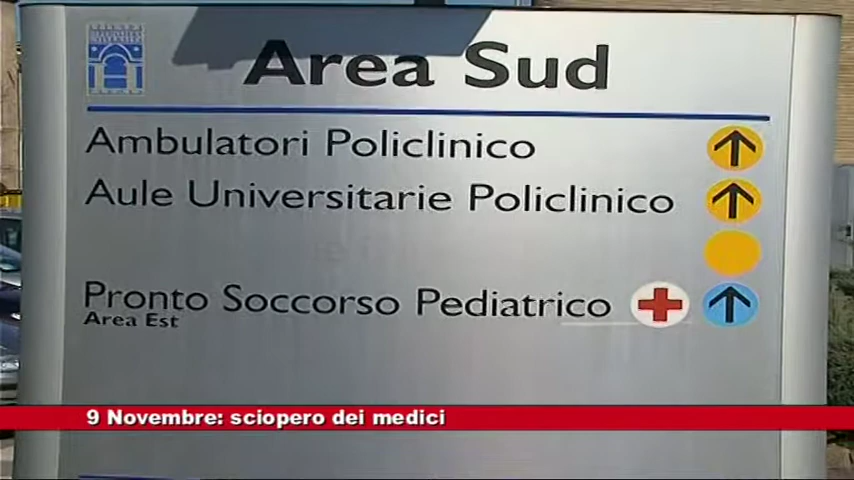 Area Sud
Ambulatori Policlinico
Aule Universitarie Policlinico
Pronto Soccorso Pediatrico
Area Est
9 Novembre: sciopero dei medici